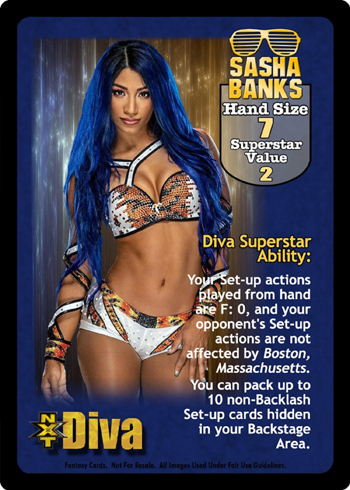 SASHA
BANKS
Hand Size
7
Superstar
Value
2
Diva Superstar
Ability:
Your Set-up actions
played from hand
are F: 0, and your
opponent's Set-up
actions are not
affected by Boston,
Massachusetts.
You can pack up to
10 non-Backlash
Set-up cards hidden
in your Backstage
Area.
NXT Diva
Fantasy Cards. Not For Resale. All Images Used Under Fair Use Guidelines.